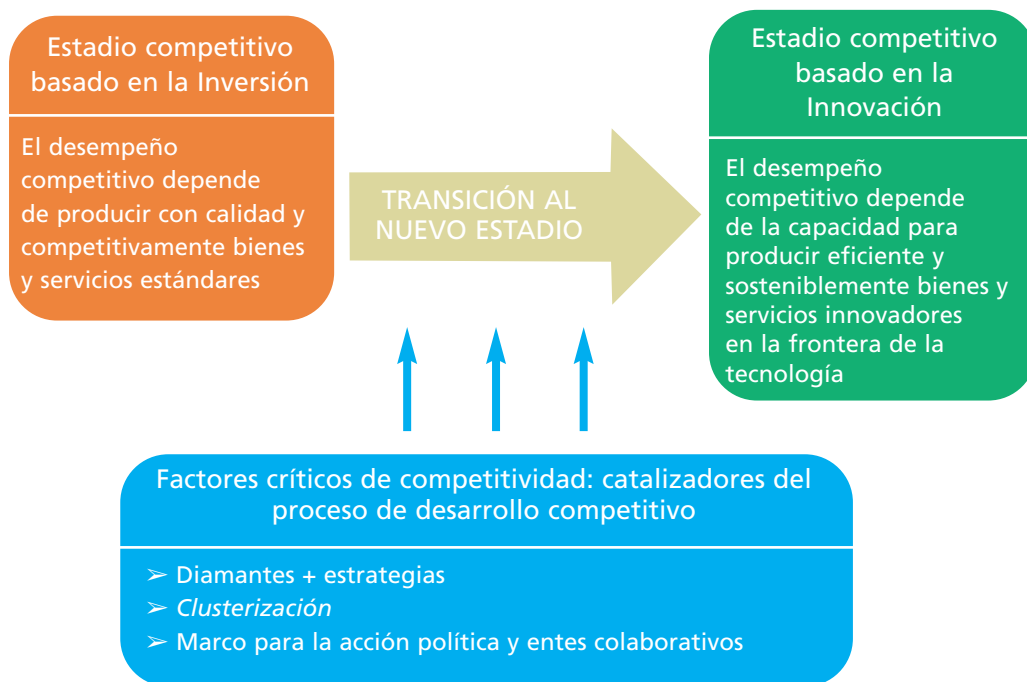 Estadio competitivo
basado en la Inversión
El desempeño
competitivo depende
de producir con calidad y
competitivamente bienes
y servicios estándares
TRANSICIÓN AL
NUEVO ESTADIO
Estadio competitivo
basado en la
Innovación
El desempeño
competitivo depende
de la capacidad para
producir eficiente y
sosteniblemente bienes y
servicios innovadores
en la frontera de la
tecnología
Factores críticos de competitividad: catalizadores del
proceso de desarrollo competitivo
➢ Diamantes + estrategias
➢ Clusterización
➢ Marco para la acción política y entes colaborativos